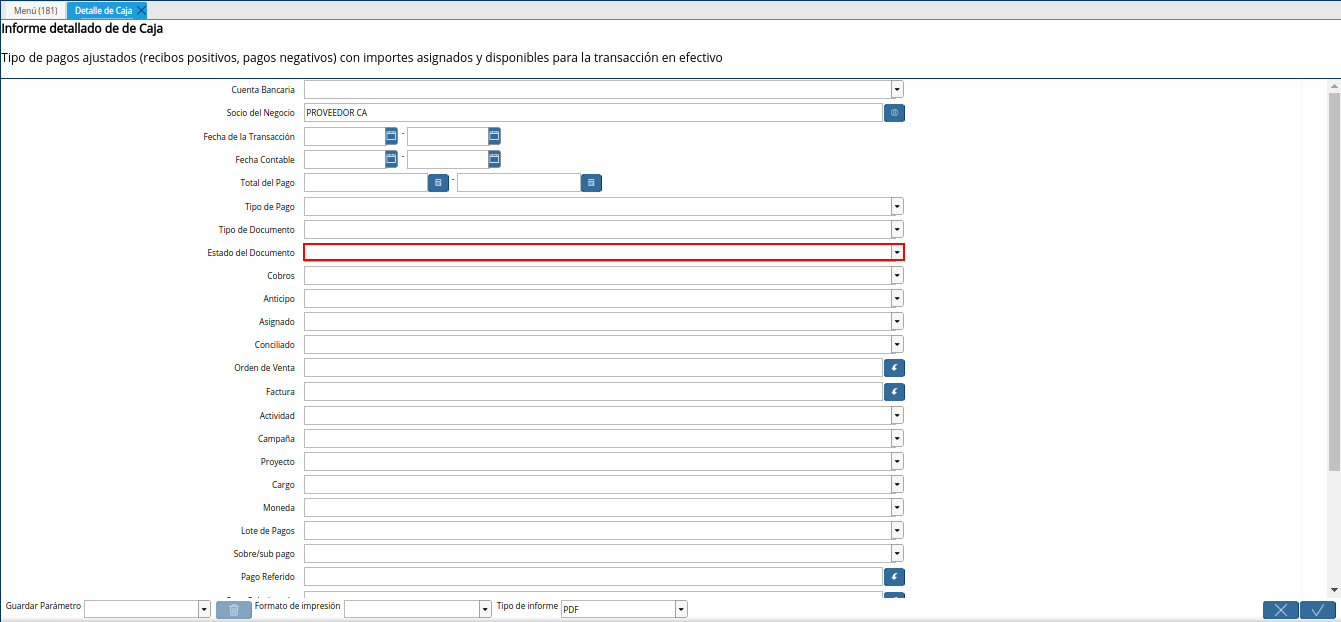 Menú (181)
Detalle de Caja
Informe detallado de de Caja
Tipo de pagos ajustados (recibos positivos, pagos negativos) con importes asignados y disponibles para la transacción en efectivo
Cuenta Bancaria
Socio del Negocio PROVEEDOR CA
Fecha de la Transacción -
Fecha Contable -
Total del Pago -
Tipo de Pago
Tipo de Documento
Estado del Documento
Cobros
Anticipo
Asignado
Conciliado
Orden de Venta
Factura
Actividad
Campaña
Proyecto
Cargo
Moneda
Lote de Pagos
Sobre/sub pago
Pago Referido
Guardar Parámetro Formato de impresión Tipo de informe PDF